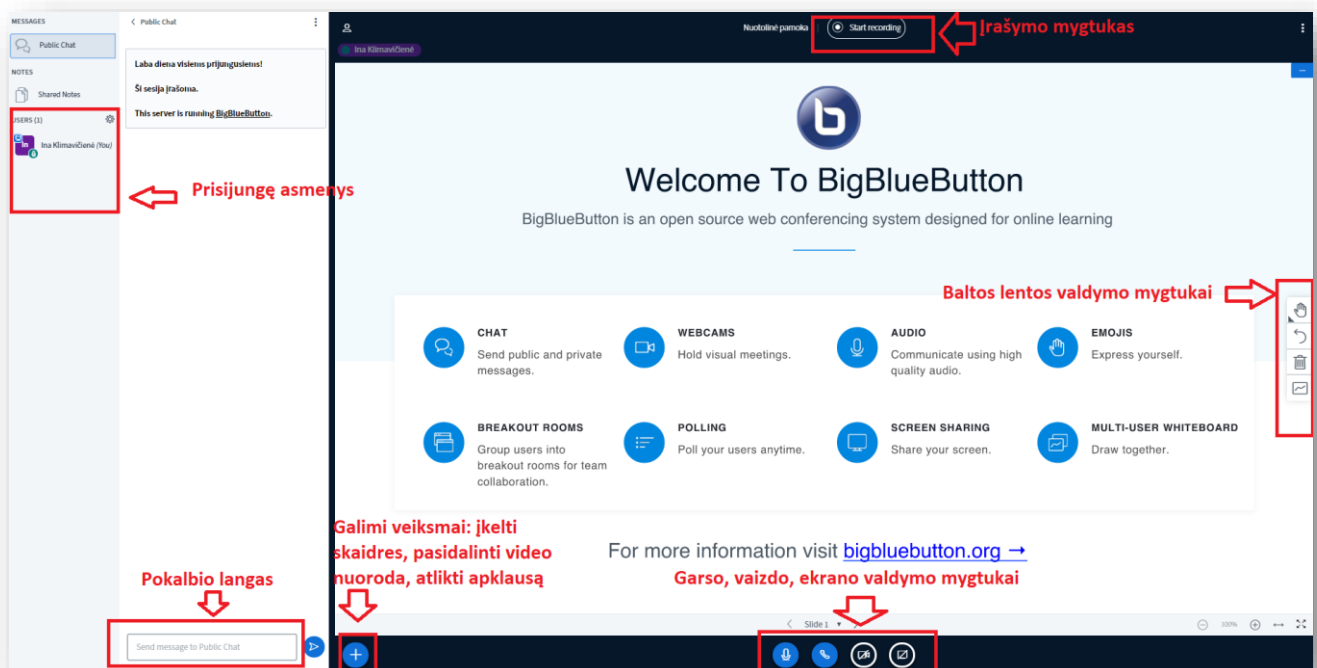 MESSAGES
Public Chat
NOTES
Shared Notes
USERS (1)
in
Ina Klimavičienė (You)
Prisijungę asmenys
Public Chat
Laba diena visiems prijungusiems!
Ši sesija įrašoma.
This server is running BigBlueButton.
Pokalbio langas
Send message to Public Chat
Nuotolinė pamoka
Start recording
Įrašymo mygtukas
Ina Klimavičienė
b
Welcome To BigBlueButton
BigBlueButton is an open source web conferencing system designed for online learning
Baltos lentos valdymo mygtukai
CHAT
Send public and private
messages.
WEBCAMS
Hold visual meetings.
AUDIO
Communicate using high
quality audio.
EMOJIS
Express yourself.
BREAKOUT ROOMS
Group users into
breakout rooms for team
collaboration.
POLLING
Poll your users anytime.
SCREEN SHARING
Share your screen.
MULTI-USER WHITEBOARD
Draw together.
Galimi veiksmai: įkelti
skaidres, pasidalinti video
nuoroda, atlikti apklausą
For more information visit bigbluebutton.org →
Garso, vaizdo, ekrano valdymo mygtukai
Slide 1
100%